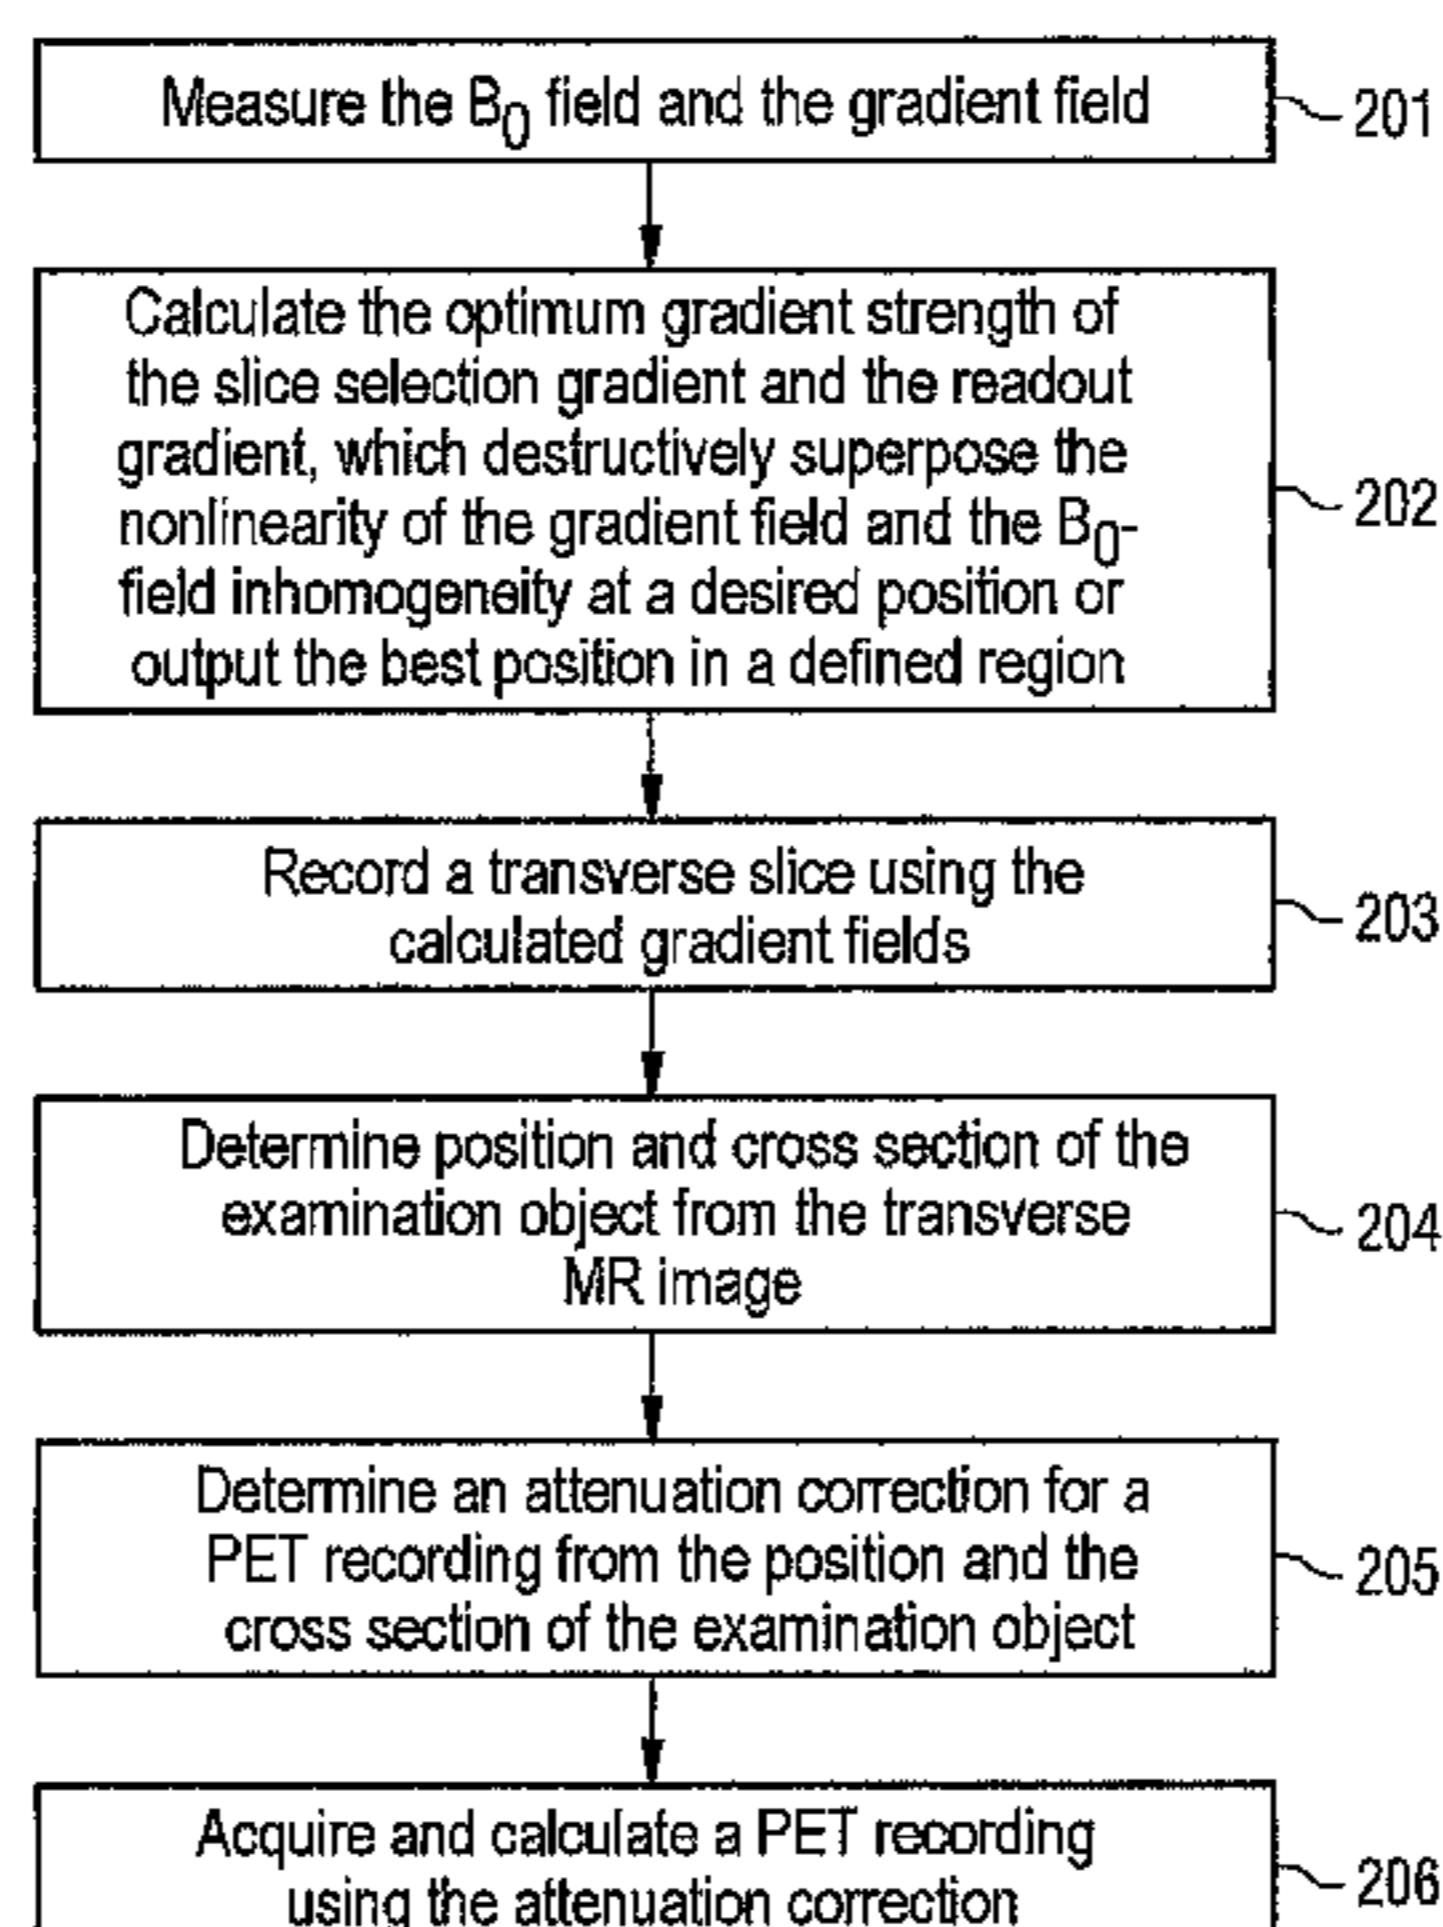 Measure the B0 field and the gradient field
201
Calculate the optimum gradient strength of
the slice selection gradient and the readout
gradient, which destructively superpose the
nonlinearity of the gradient field and the B0-
field inhomogeneity at a desired position or
output the best position in a defined region
202
Record a transverse slice using the
calculated gradient fields
203
Determine position and cross section of the
examination object from the transverse
MR image
204
Determine an attenuation correction for a
PET recording from the position and the
cross section of the examination object
205
Acquire and calculate a PET recording
using the attenuation correction
206